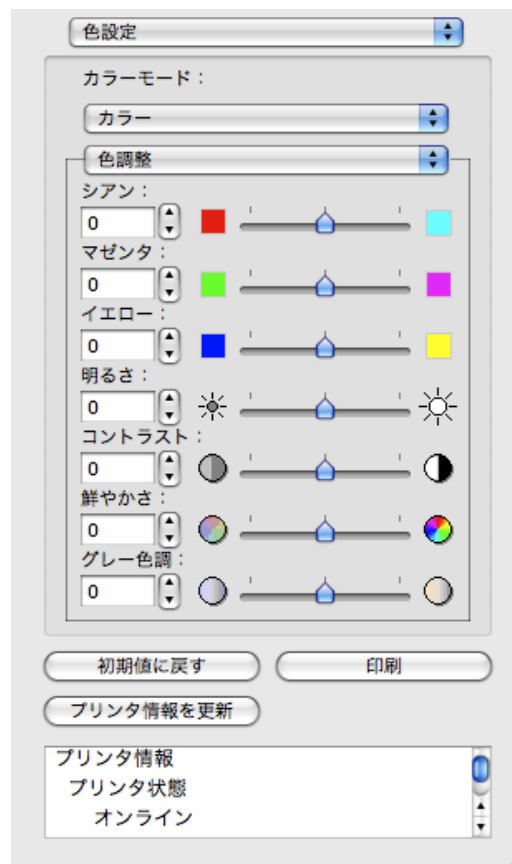 色設定
カラーモード：
カラー
色調整
シアン：
0
マゼンタ：
0
イエロー：
0
明るさ：
0
コントラスト：
0
鮮やかさ：
0
グレー色調：
0
初期値に戻す
印刷
プリンタ情報を更新
プリンタ情報
プリンタ状態
オンライン